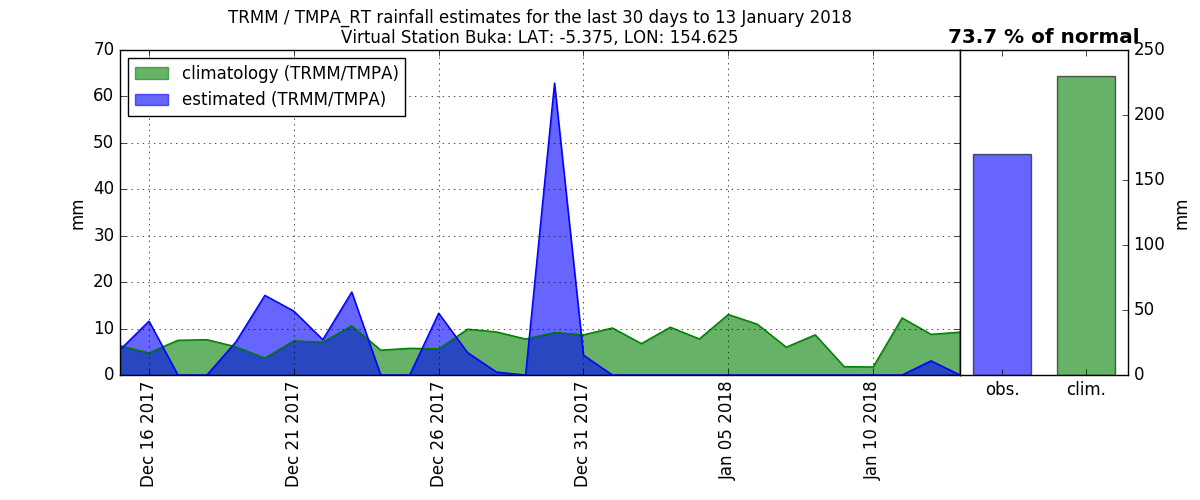 TRMM / TMPA_RT rainfall estimates for the last 30 days to 13 January 2018
Virtual Station Buka: LAT: -5.375, LON: 154.625
73.7 % of normal
climatology (TRMM/TMPA)
estimated (TRMM/TMPA)
70
60
50
40
30
20
10
0
mm
Dec 16 2017
Dec 21 2017
Dec 26 2017
Dec 31 2017
Jan 05 2018
Jan 10 2018
obs.
clim.
250
200
150
100
50
0
mm